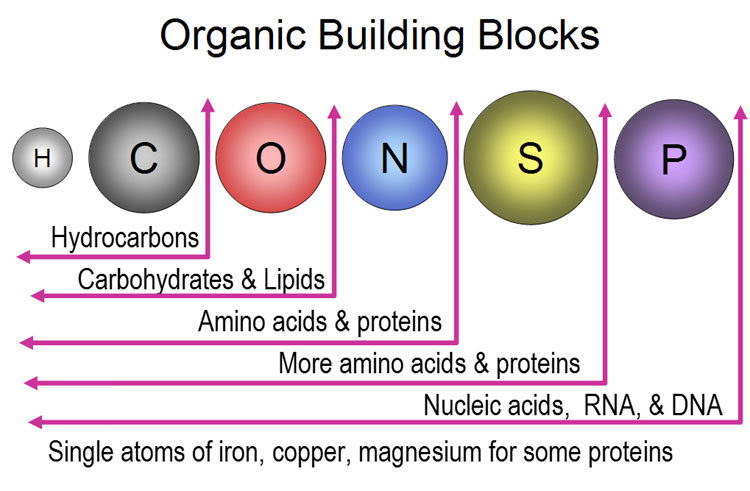 Organic Building Blocks
H C O N S P
Hydrocarbons
Carbohydrates & Lipids
Amino acids & proteins
More amino acids & proteins
Nucleic acids, RNA, & DNA
Single atoms of iron, copper, magnesium for some proteins